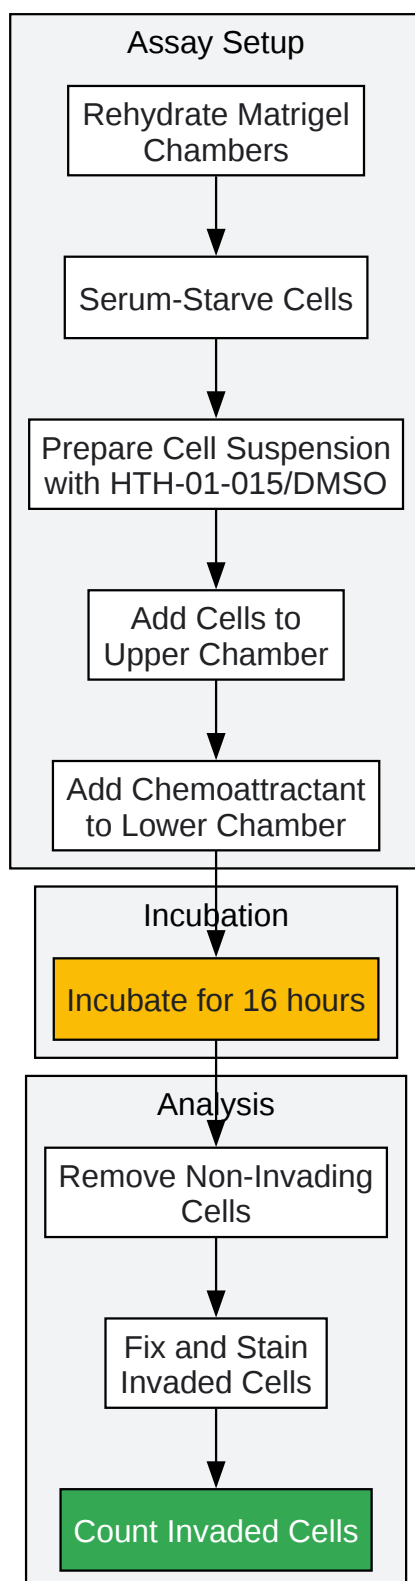 Assay Setup
Rehydrate Matrigel
Chambers
Serum-Starve Cells
Prepare Cell Suspension
with HTH-01-015/DMSO
Add Cells to
Upper Chamber
Add Chemoattractant
to Lower Chamber
Incubation
Incubate for 16 hours
Analysis
Remove Non-Invading
Cells
Fix and Stain
Invaded Cells
Count Invaded Cells